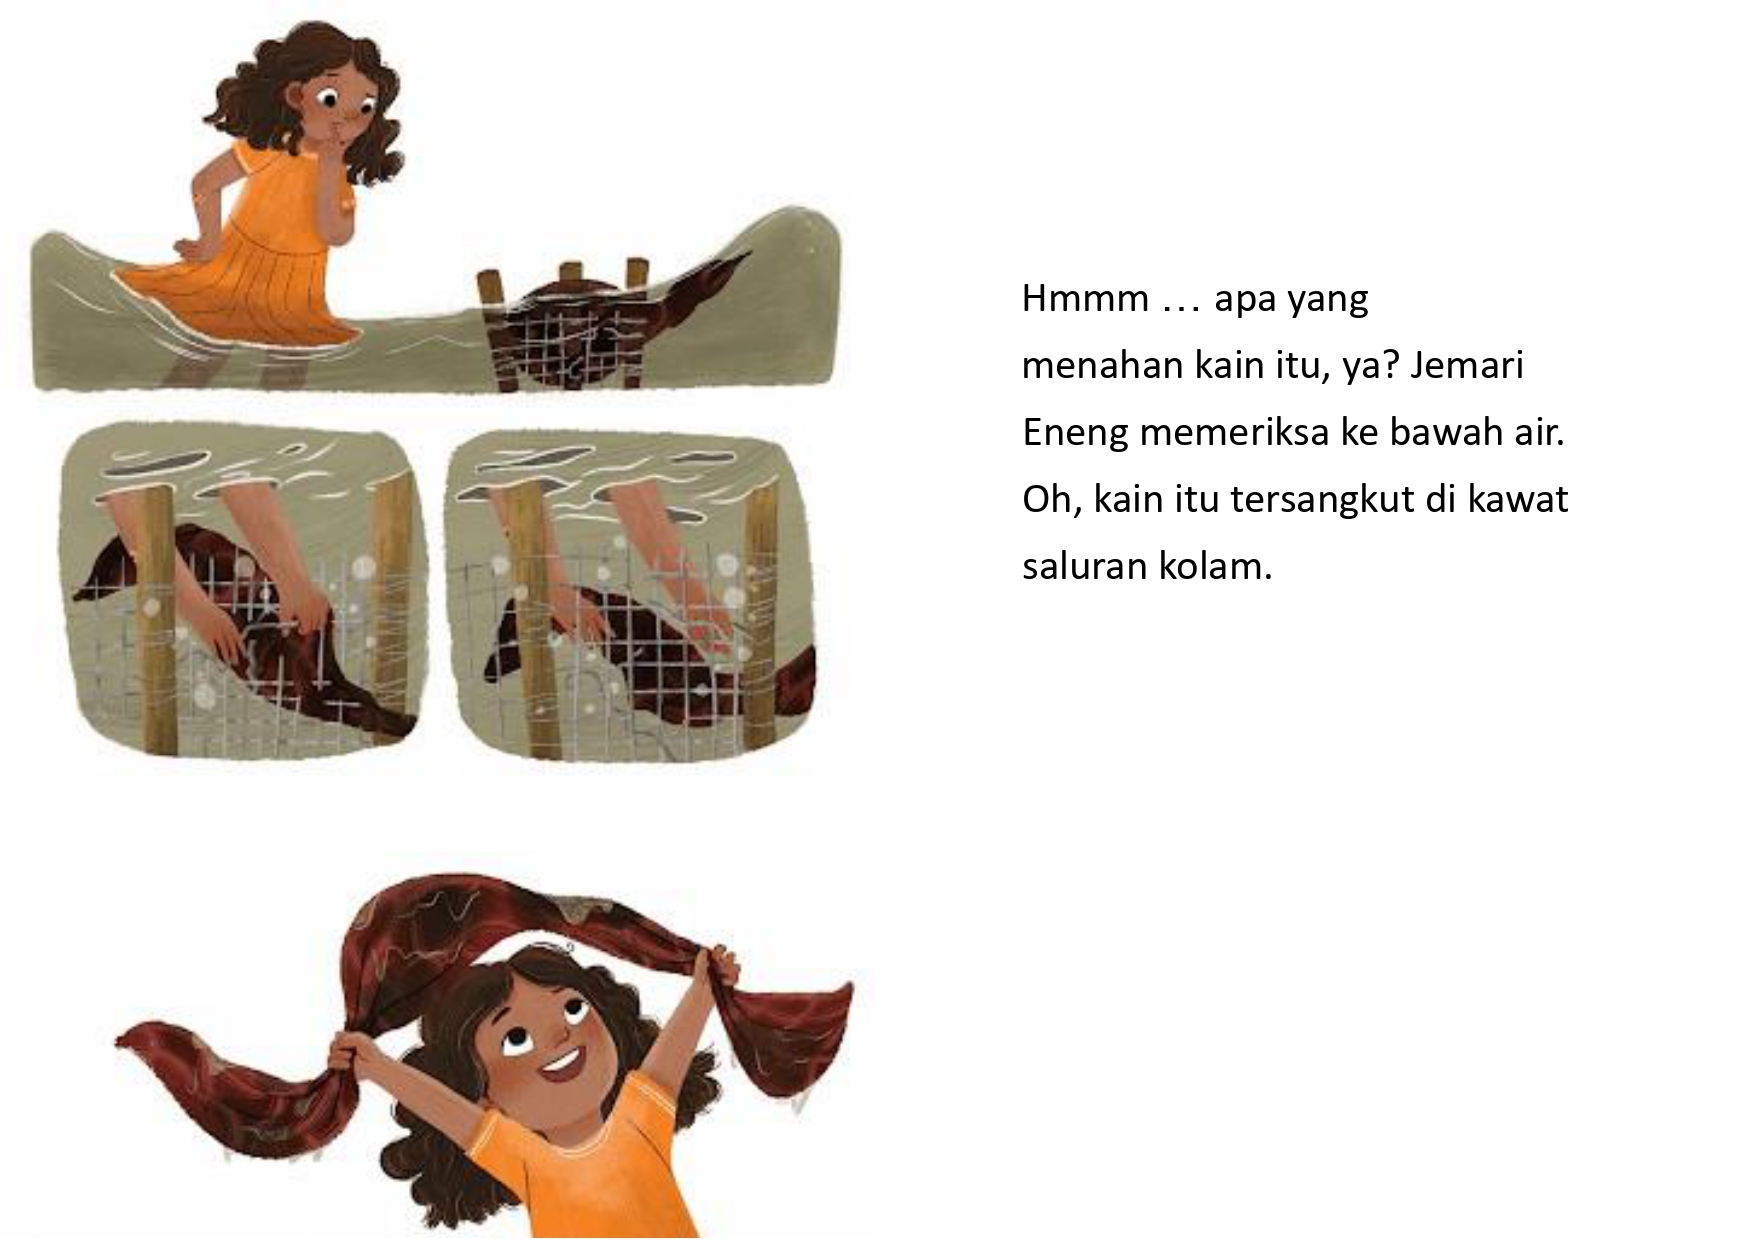 Hmmm … apa yang
menahan kain itu, ya? Jemari
Eneng memeriksa ke bawah air.
Oh, kain itu tersangkut di kawat
saluran kolam.